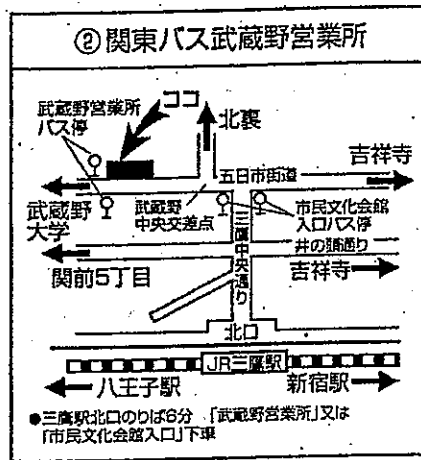 ②関東バス武蔵野営業所
武蔵野営業所
バス停
ココ
北裏
吉祥寺
五日市街道
武蔵野
大学
武蔵野
中央交差点
市民文化会館
入口バス停
三鷹中央通り
井の頭通り
関前5丁目
吉祥寺
北口
JR三鷹駅
八王子駅
新宿駅
●三鷹駅北口のりば6分 「武蔵野営業所」又は
「市民文化会館入口」下車